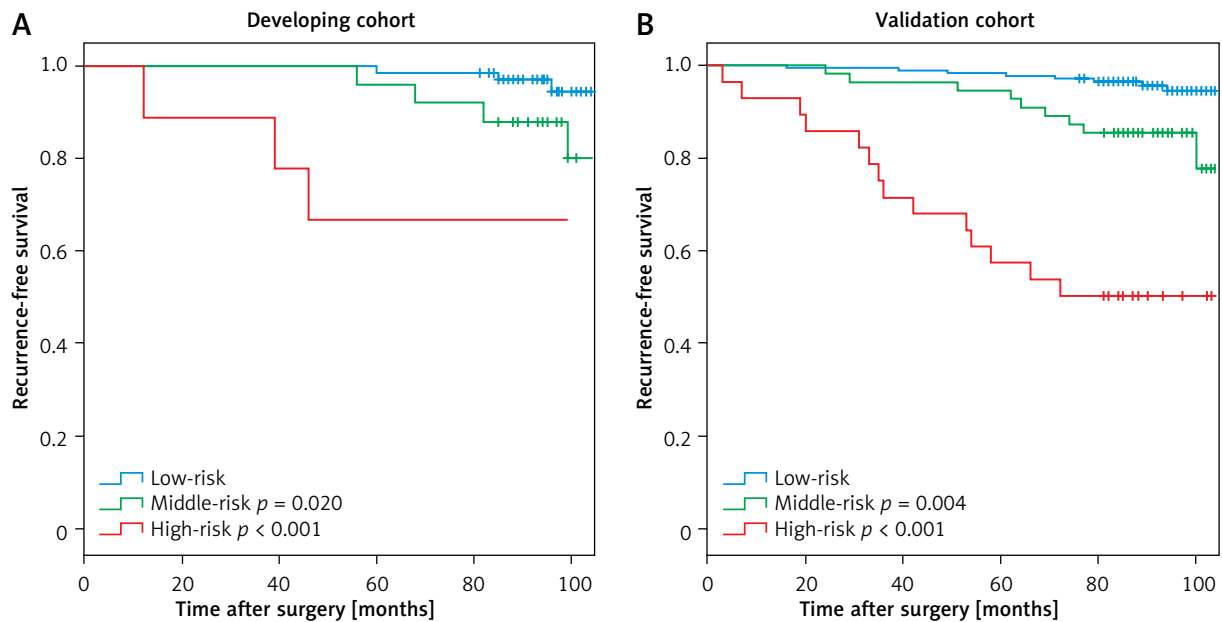 A
Developing cohort
Recurrence-free survival
1.0
0.8
0.6
0.4
0.2
0
Low-risk
Middle-risk p = 0.020
High-risk p < 0.001
0 20 40 60 80 100
Time after surgery [months]
B
Validation cohort
Recurrence-free survival
1.0
0.8
0.6
0.4
0.2
0
Low-risk
Middle-risk p = 0.004
High-risk p < 0.001
0 20 40 60 80 100
Time after surgery [months]